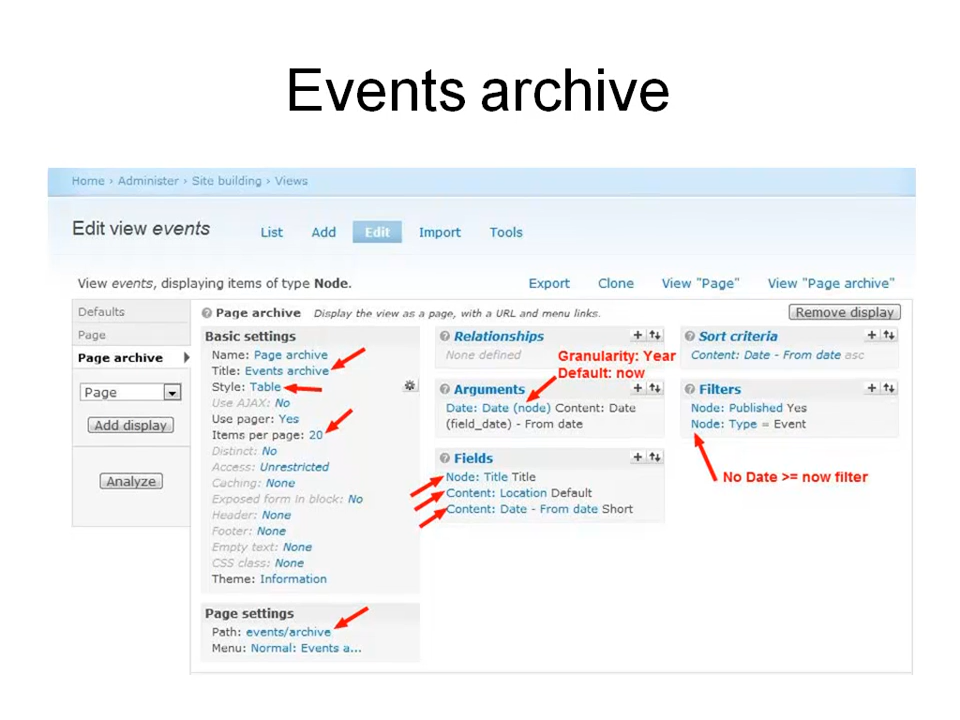 Events archive
Home › Administer › Site building › Views
Edit view events
List Add Edit Import Tools
View events, displaying items of type Node.
Export Clone View "Page" View "Page archive"
Defaults
Page
Page archive
Page
Add display
Analyze
Page archive Display the view as a page, with a URL and menu links.
Remove display
Basic settings
Name: Page archive
Title: Events archive
Style: Table
Use AJAX: No
Use pager: Yes
Items per page: 20
Distinct: No
Access: Unrestricted
Caching: None
Exposed form in block: No
Header: None
Footer: None
Empty text: None
CSS class: None
Theme: Information
Page settings
Path: events/archive
Menu: Normal: Events a...
Relationships
None defined
Granularity: Year
Default: now
Arguments
Date: Date (node) Content: Date
(field_date) - From date
Fields
Node: Title Title
Content: Location Default
Content: Date - From date Short
Sort criteria
Content: Date - From date asc
Filters
Node: Published Yes
Node: Type = Event
No Date >= now filter